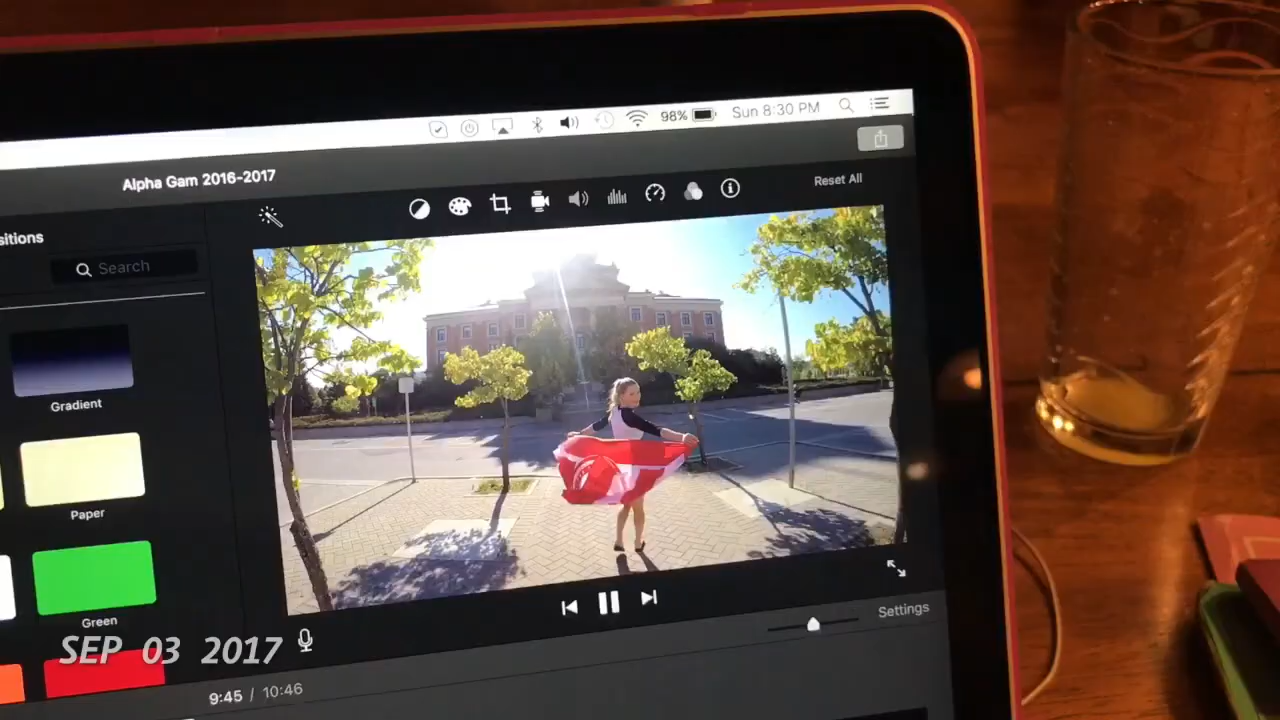 98% Sun 8:30 PM
Alpha Gam 2016-2017
Reset All
sitions
Search
Gradient
Paper
Green
Settings
SEP 03 2017
9:45 / 10:46